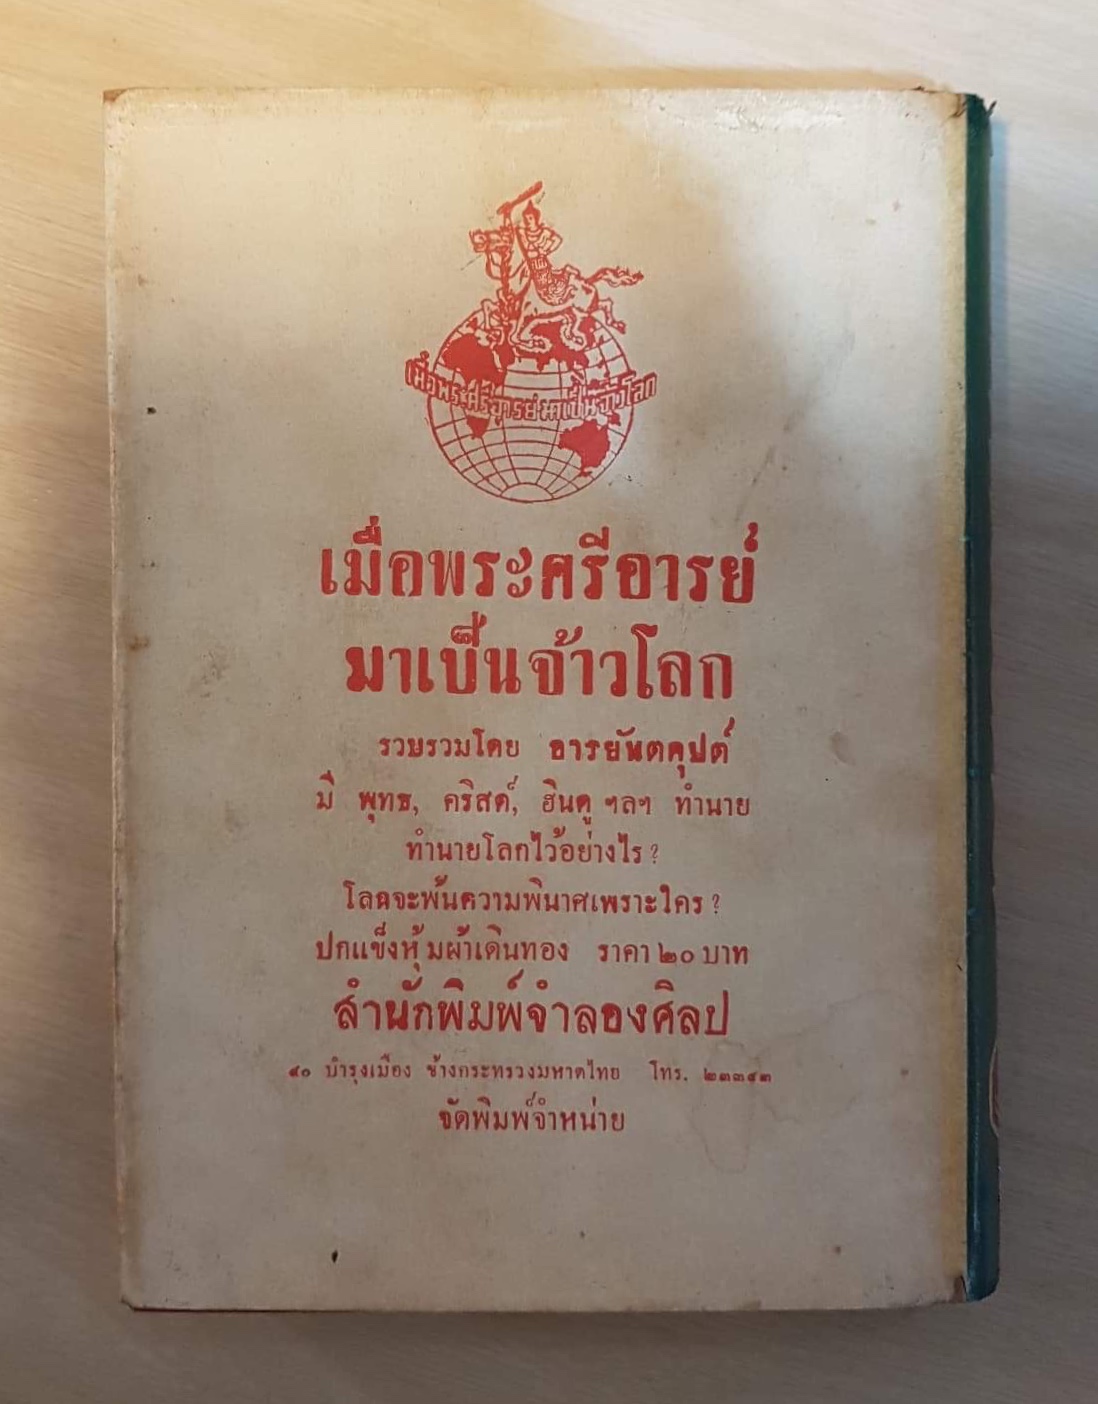 เมื่อพระศรีอารย์มาเป็นจ้าวโลก
เมื่อพระศรีอารย์
มาเป็นจ้าวโลก
รวบรวมโดย อารยันตคุปต์
มี พุทธ, คริสต์, ฮินดู ฯลฯ ทำนาย
ทำนายโลกไว้อย่างไร ?
โลกจะพ้นความพินาศเพราะใคร ?
ปกแข็งหุ้มผ้าเดินทอง ราคา ๒๐ บาท
สำนักพิมพ์จำลองศิลป
๔๐ บำรุงเมือง ข้างกระทรวงมหาดไทย โทร. ๒๓๓๔๓
จัดพิมพ์จำหน่าย